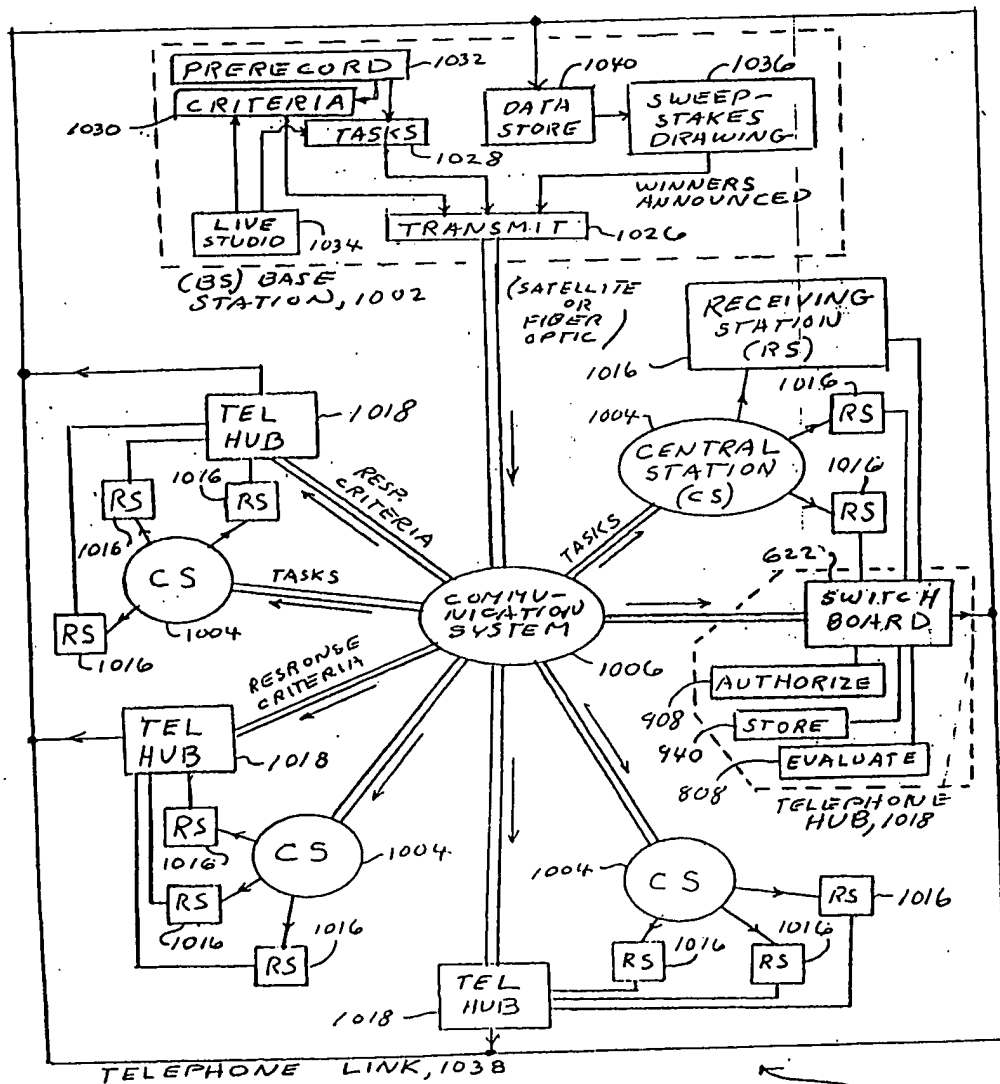 PRERECORD
1032
CRITERIA
1030
TASKS
1028
1040
DATA
STORE
1036
SWEEP-
STAKES
DRAWING
WINNERS
ANNOUNCED
LIVE
STUDIO
1034
TRANSMIT
1026
(BS) BASE
STATION, 1002
(SATELLITE
OR
FIBER
OPTIC)
RECEIVING
STATION
(RS)
1016
1016
RS
1004
CENTRAL
STATION
(CS)
1016
RS
TASKS
TEL
HUB
1018
RESP.
CRITERIA
RS
1016
1016
RS
CS
1004
TASKS
RS
1016
COMMU-
NICATION
SYSTEM
1006
622
SWITCH
BOARD
AUTHORIZE
908
STORE
940
EVALUATE
808
TELEPHONE
HUB, 1018
RESPONSE
CRITERIA
TEL
HUB
1018
RS
1016
CS
1004
RS
1016
1016
RS
1004
CS
RS
1016
1016
RS
1016
RS
TEL
HUB
1018
TELEPHONE LINK, 1038